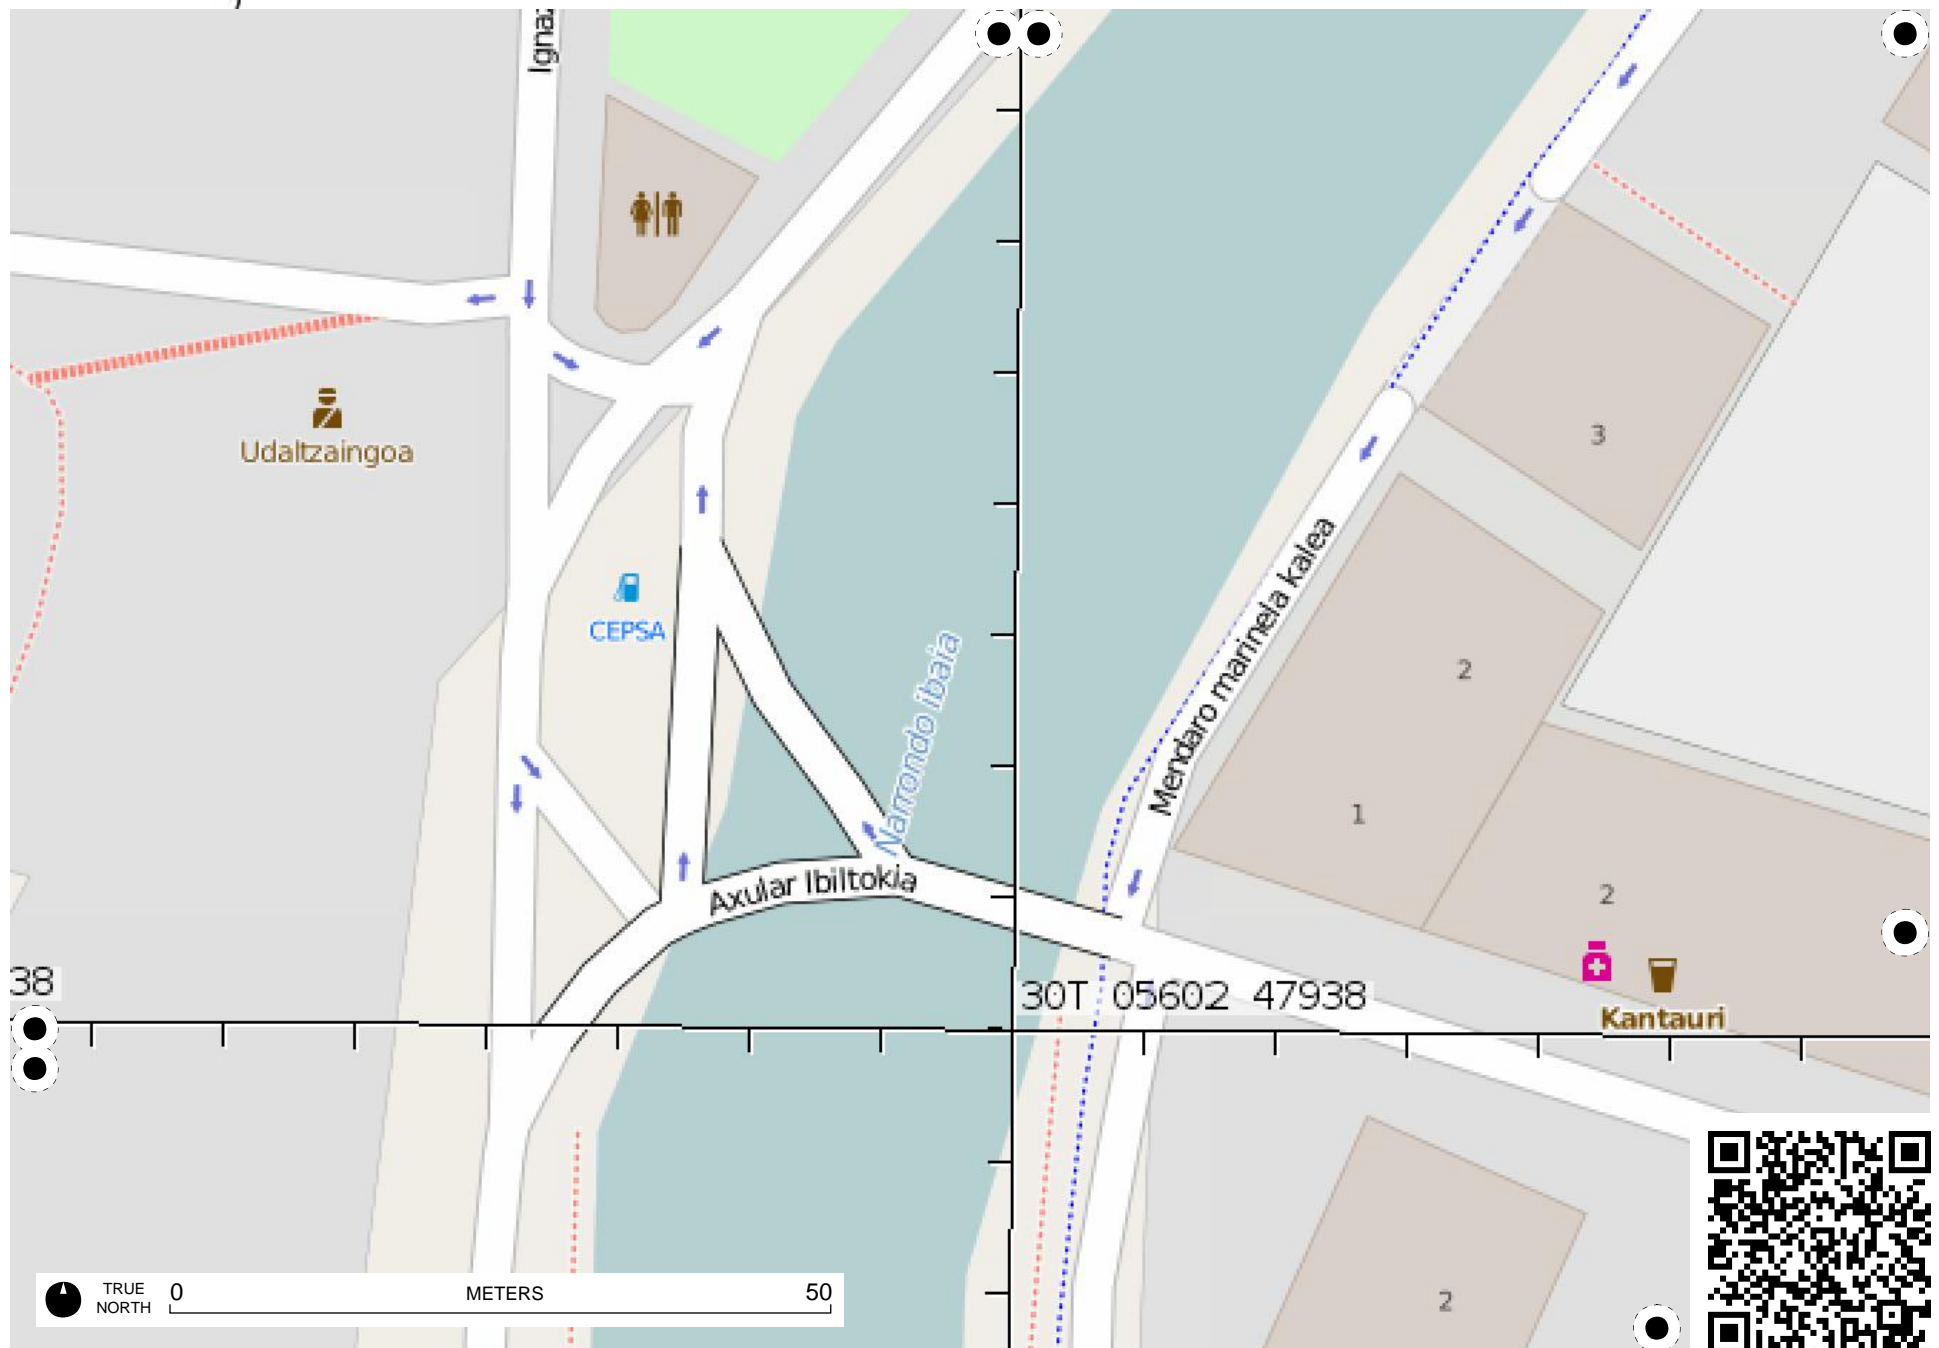 Ignaz
Udaltzaingoa
3
CEPSA
Mendaro marinela kalea
2
Narrondo ibaia
1
Axular Ibiltokia
2
38
30T 05602 47938
Kantauri
TRUE
NORTH
0
METERS
50
2